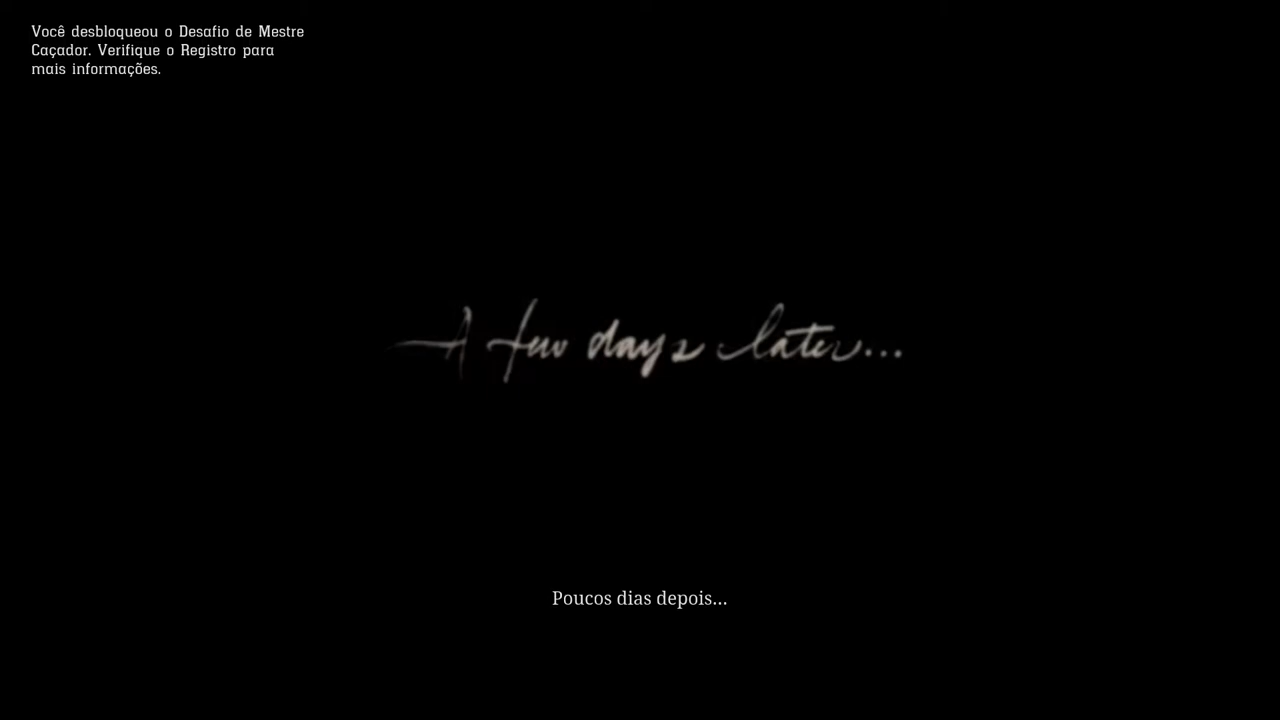 Você desbloqueou o Desafio de Mestre
Caçador. Verifique o Registro para
mais informações.
A few days later...
Poucos dias depois...